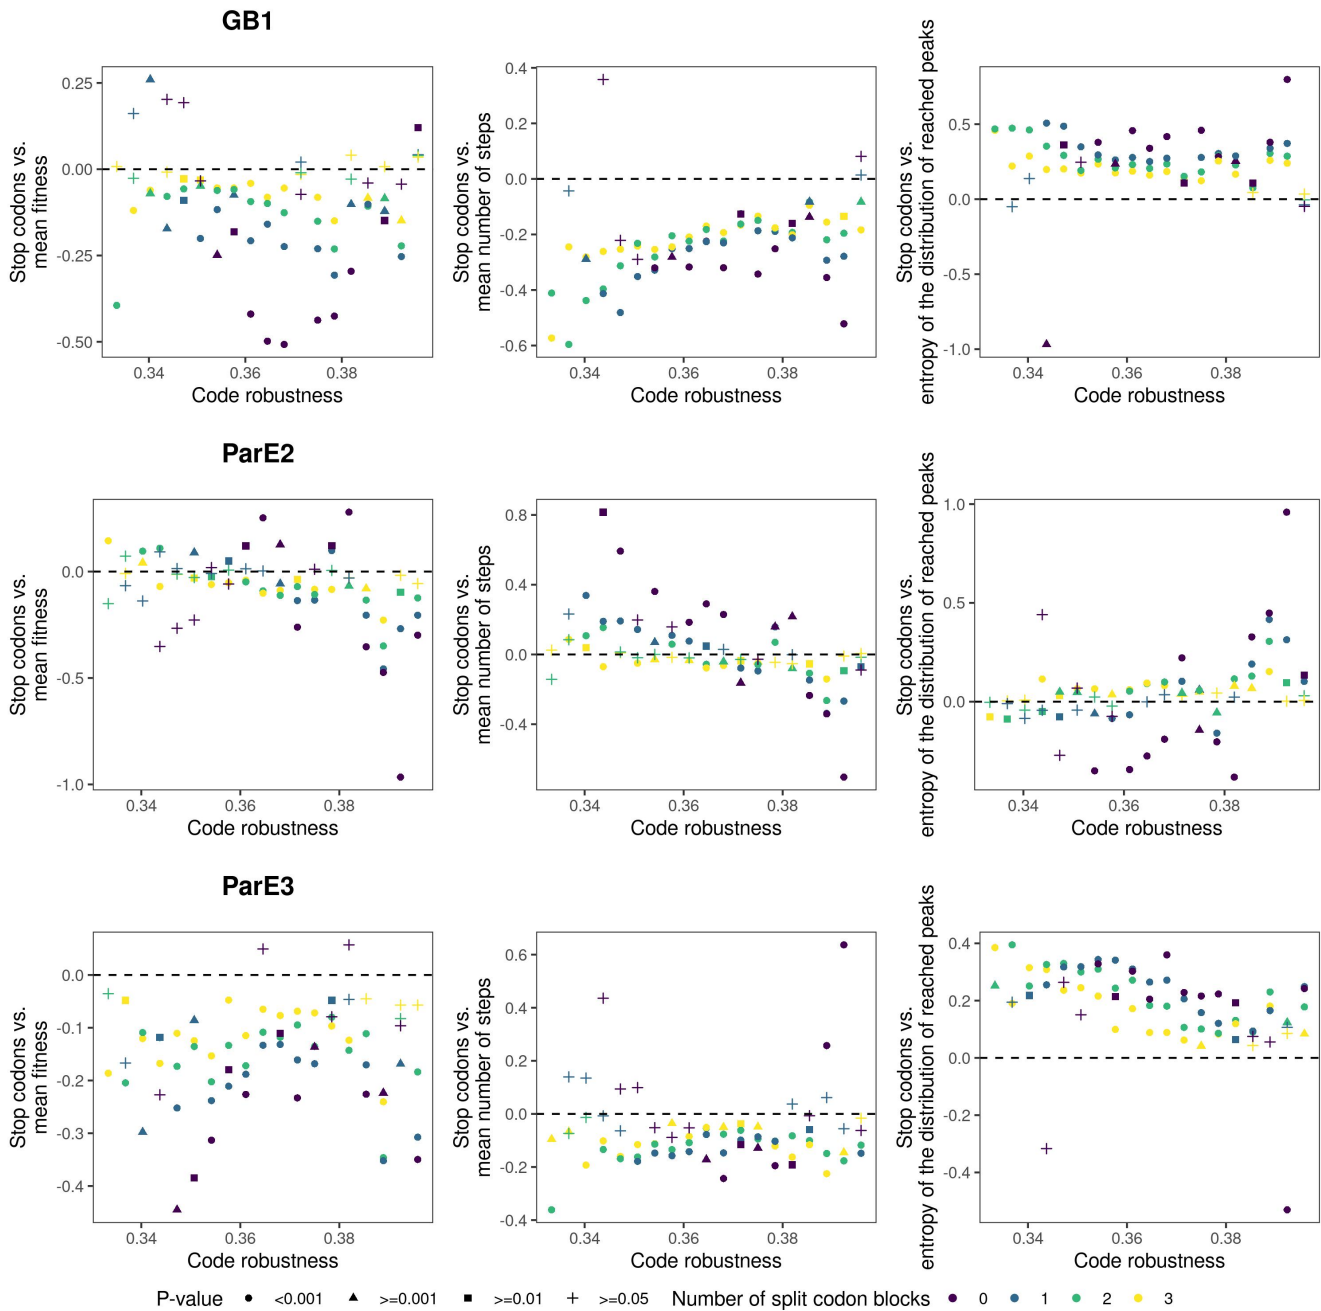 GB1
Stop codons vs.
mean fitness
0.25
0.00
-0.25
-0.50
0.34
0.36
0.38
Code robustness
Stop codons vs.
mean number of steps
0.4
0.2
0.0
-0.2
-0.4
-0.6
0.34
0.36
0.38
Code robustness
Stop codons vs.
entropy of the distribution of reached peaks
0.5
0.0
-0.5
-1.0
0.34
0.36
0.38
Code robustness
ParE2
Stop codons vs.
mean fitness
0.0
-0.5
-1.0
0.34
0.36
0.38
Code robustness
Stop codons vs.
mean number of steps
0.8
0.4
0.0
-0.4
0.34
0.36
0.38
Code robustness
Stop codons vs.
entropy of the distribution of reached peaks
1.0
0.5
0.0
0.34
0.36
0.38
Code robustness
ParE3
Stop codons vs.
mean fitness
0.0
-0.1
-0.2
-0.3
-0.4
0.34
0.36
0.38
Code robustness
Stop codons vs.
mean number of steps
0.6
0.4
0.2
0.0
-0.2
-0.4
0.34
0.36
0.38
Code robustness
Stop codons vs.
entropy of the distribution of reached peaks
0.4
0.2
0.0
-0.2
-0.4
0.34
0.36
0.38
Code robustness
P-value <0.001 >=0.001 >=0.01 >=0.05 Number of split codon blocks 0 1 2 3